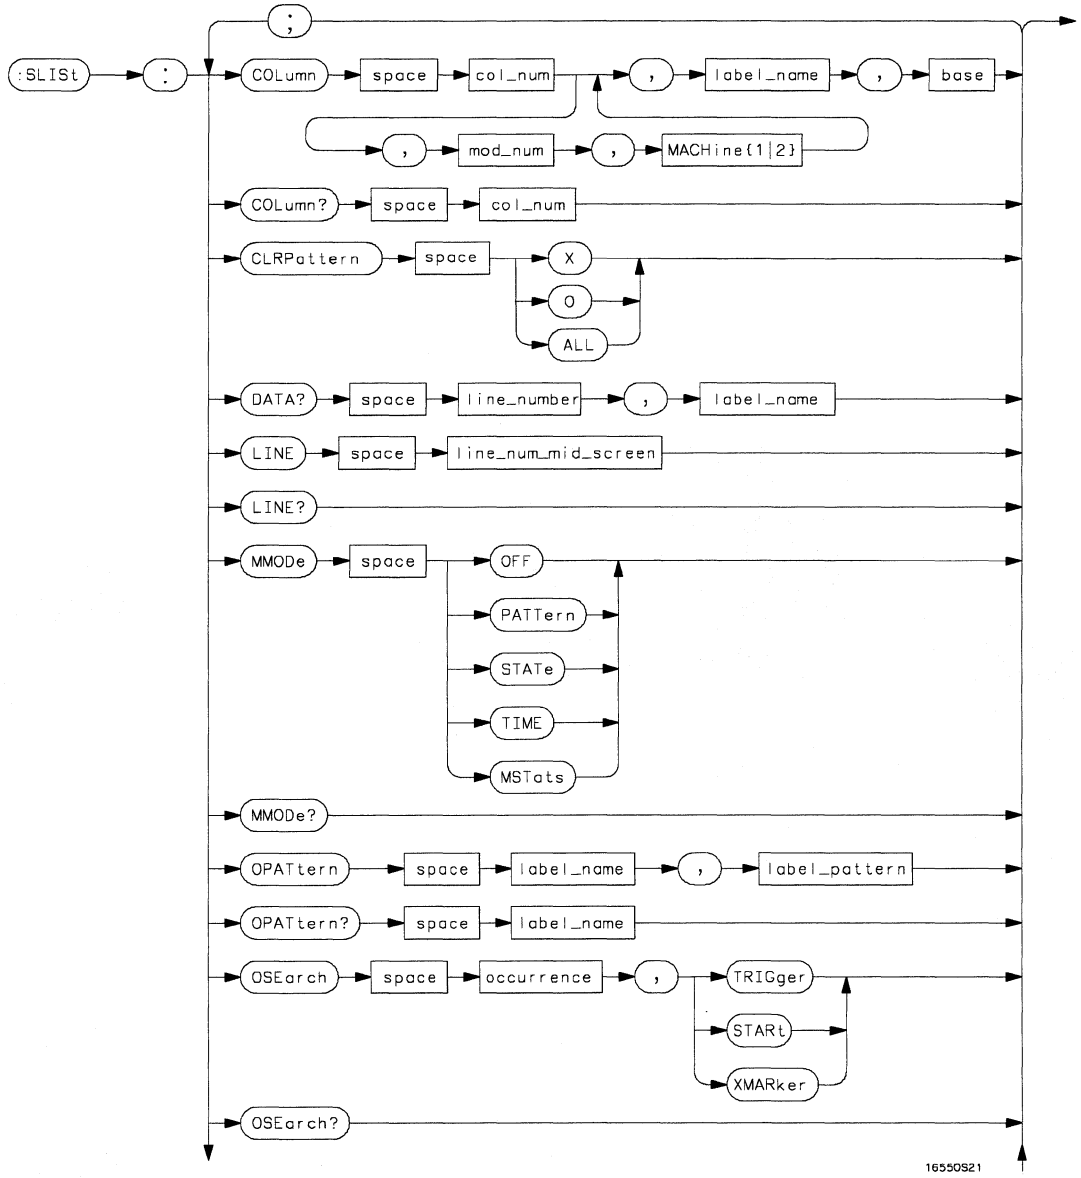 ;
:SLISt : COLumn space col_num , label_name , base
, mod_num , MACHine{1|2}
COLumn? space col_num
CLRPattern space X
O
ALL
DATA? space line_number , label_name
LINE space line_num_mid_screen
LINE?
MMODe space OFF
PATTern
STATe
TIME
MSTats
MMODe?
OPATtern space label_name , label_pattern
OPATtern? space label_name
OSEarch space occurrence , TRIGger
STARt
XMARker
OSEarch?
16550S21